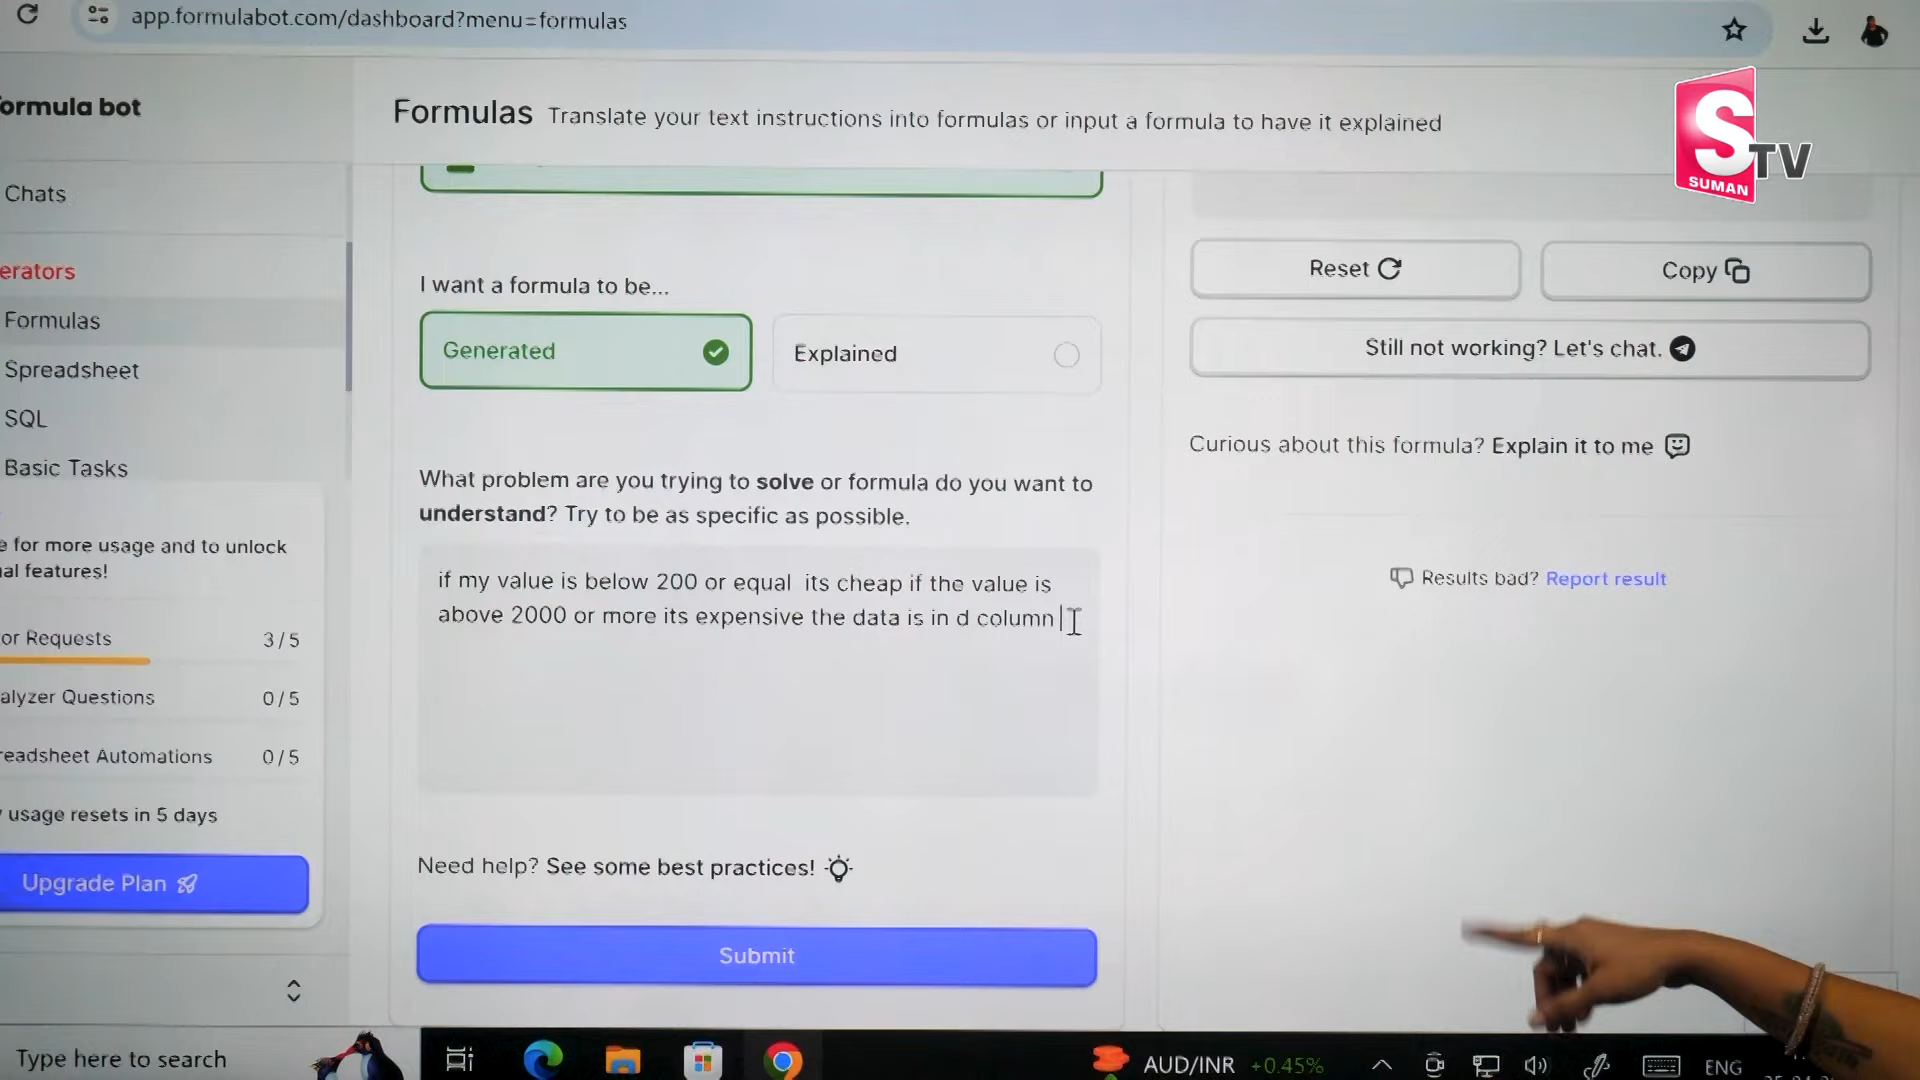 app.formulabot.com/dashboard?menu=formulas
ormula bot
Formulas Translate your text instructions into formulas or input a formula to have it explained
S TV
SUMAN
Chats
erators
Formulas
Spreadsheet
SQL
Basic Tasks
e for more usage and to unlock
al features!
or Requests 3/5
alyzer Questions 0/5
readsheet Automations 0/5
usage resets in 5 days
Upgrade Plan
I want a formula to be...
Generated
Explained
What problem are you trying to solve or formula do you want to
understand? Try to be as specific as possible.
if my value is below 200 or equal its cheap if the value is
above 2000 or more its expensive the data is in d column
Need help? See some best practices!
Submit
Reset
Copy
Still not working? Let's chat.
Curious about this formula? Explain it to me
Results bad? Report result
Type here to search
AUD/INR +0.45%
ENG